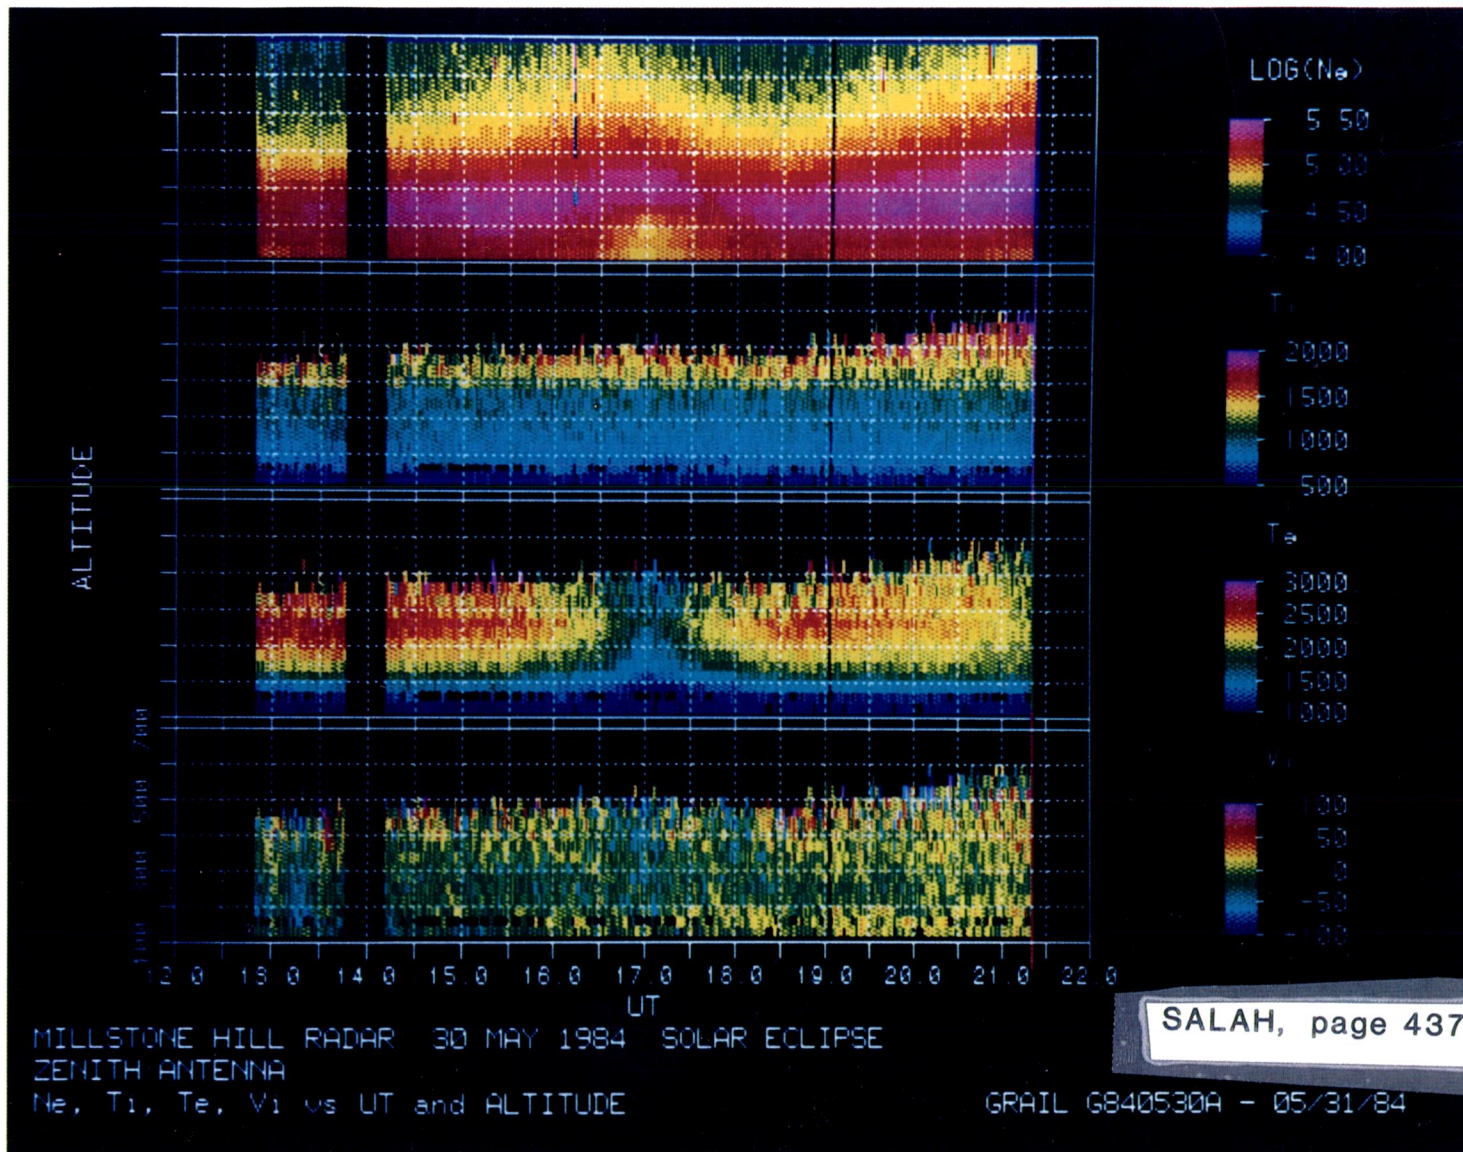 LOG(Ne)
5 50
5 00
4 50
4 00
Ti
2000
1500
1000
500
Te
3000
2500
2000
1500
1000
Vi
100
50
0
-50
-100
ALTITUDE
100 300 500 700
12.0 13.0 14.0 15.0 16.0 17.0 18.0 19.0 20.0 21.0 22.0
UT
MILLSTONE HILL RADAR 30 MAY 1984 SOLAR ECLIPSE
ZENITH ANTENNA
Ne, Ti, Te, Vi vs UT and ALTITUDE
GRAIL G840530A - 05/31/84
SALAH, page 437